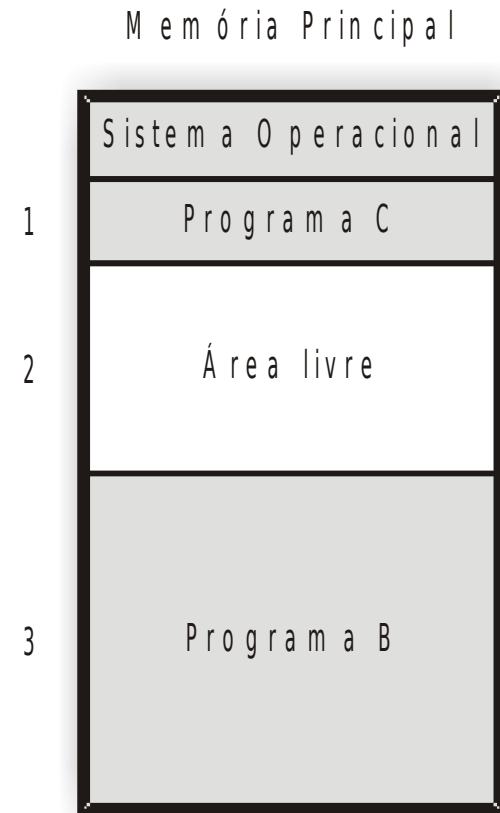 Memória Principal
Sistema Operacional
1 Programa C
2 Área livre
3 Programa B